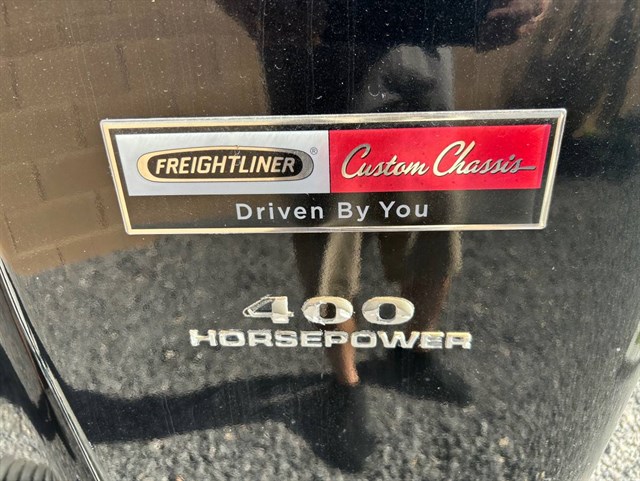 FREIGHTLINER® Custom Chassis
Driven By You
400
HORSEPOWER